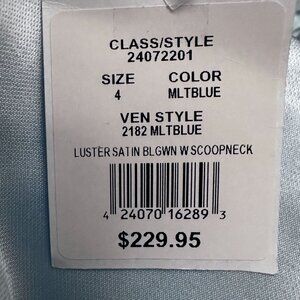 CLASS/STYLE
24072201
SIZE COLOR
4 MLTBLUE
VEN STYLE
2182 MLTBLUE
LUSTER SATIN BLGWN W SCOOPNECK
4 24070 16289 3
$229.95